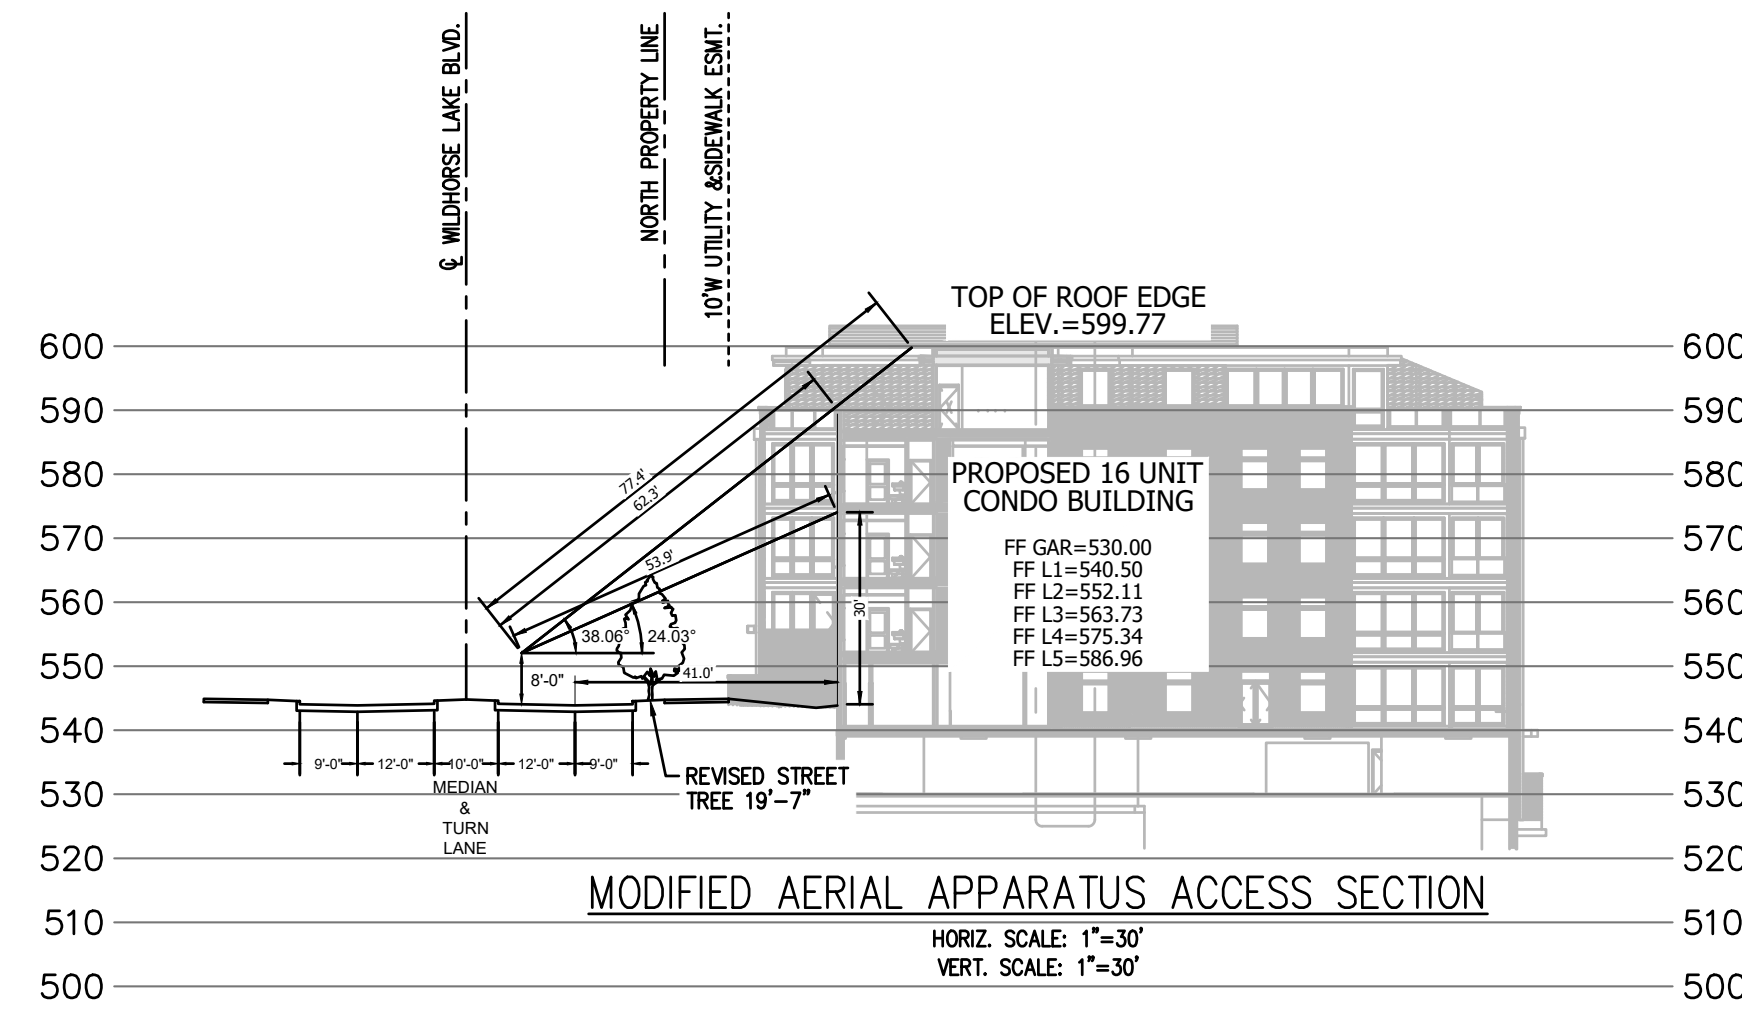 ℄ WILDHORSE LAKE BLVD.
NORTH PROPERTY LINE
10'W UTILITY &SIDEWALK ESMT.
TOP OF ROOF EDGE
ELEV.=599.77
600
600
590
590
580
580
570
570
560
560
550
550
540
540
530
530
520
520
510
510
500
500
77.4'
62.3'
53.9'
38.06°
24.03°
30'
8'-0"
41.0'
PROPOSED 16 UNIT
CONDO BUILDING
FF GAR=530.00
FF L1=540.50
FF L2=552.11
FF L3=563.73
FF L4=575.34
FF L5=586.96
9'-0"
12'-0"
10'-0"
12'-0"
9'-0"
MEDIAN
&
TURN
LANE
REVISED STREET
TREE 19'-7"
MODIFIED AERIAL APPARATUS ACCESS SECTION
HORIZ. SCALE: 1"=30'
VERT. SCALE: 1"=30'